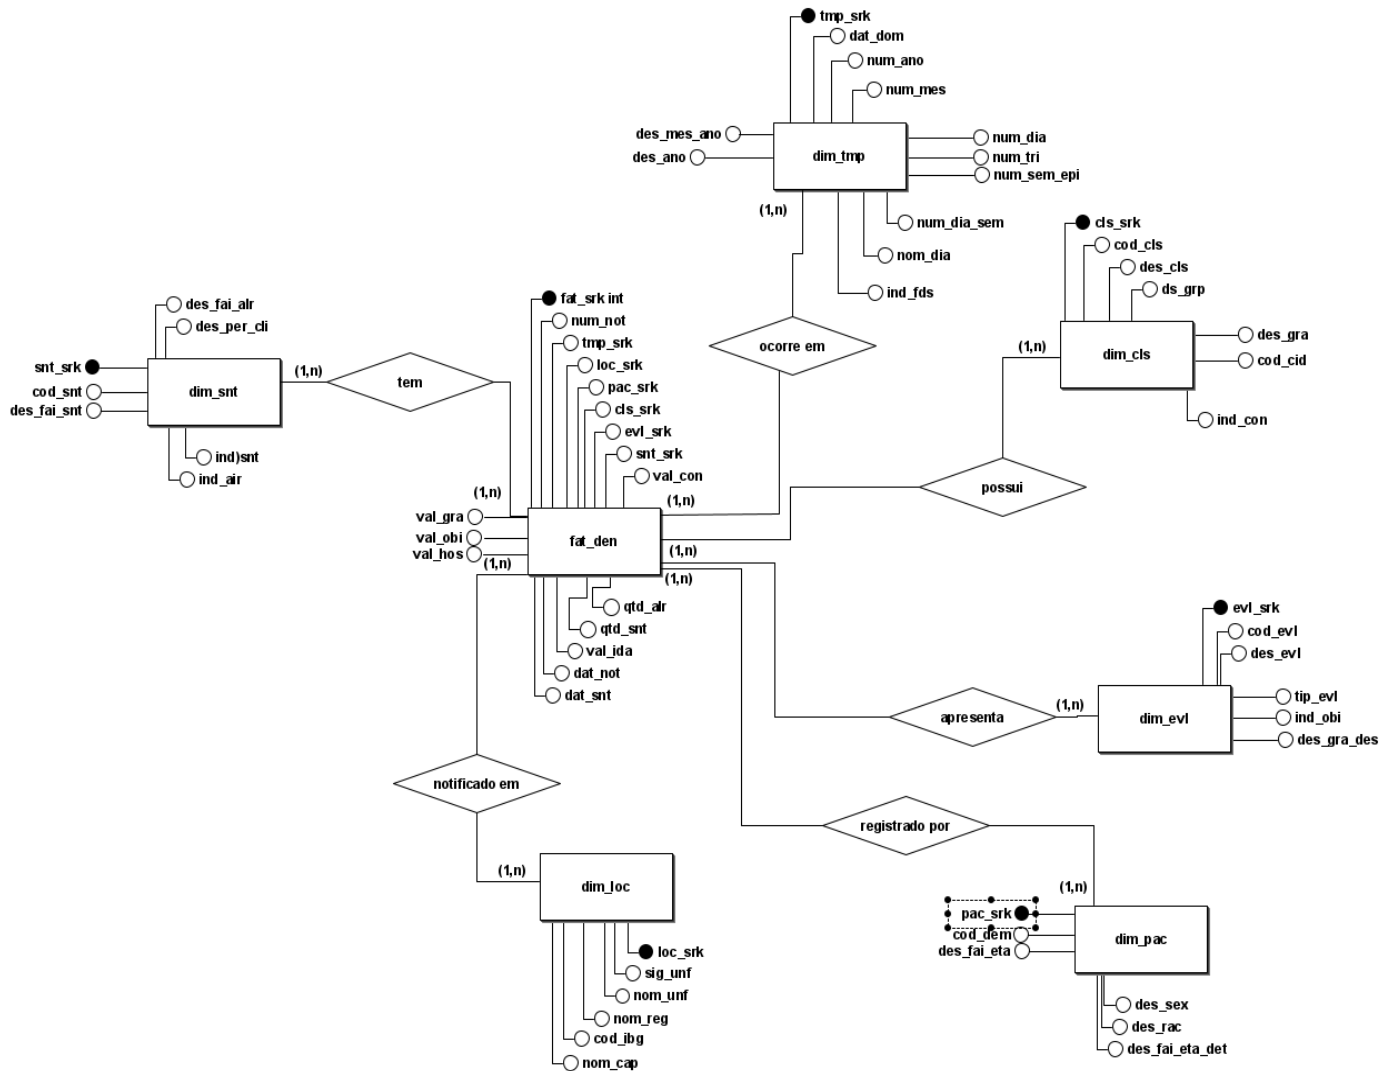 tmp_srk
dat_dom
num_ano
num_mes
des_mes_ano
des_ano
dim_tmp
num_dia
num_tri
num_sem_epi
(1,n)
num_dia_sem
nom_dia
ind_fds
ocorre em
cls_srk
cod_cls
des_cls
ds_grp
(1,n)
dim_cls
des_gra
cod_cid
ind_con
possui
des_fai_alr
des_per_cli
snt_srk
cod_snt
des_fai_snt
dim_snt
(1,n)
tem
ind)snt
ind_air
fat_srk int
num_not
tmp_srk
loc_srk
pac_srk
cls_srk
evl_srk
snt_srk
val_con
(1,n)
(1,n)
val_gra
val_obi
val_hos
(1,n)
fat_den
(1,n)
(1,n)
qtd_alr
qtd_snt
val_ida
dat_not
dat_snt
evl_srk
cod_evl
des_evl
apresenta
(1,n)
dim_evl
tip_evl
ind_obi
des_gra_des
notificado em
registrado por
(1,n)
dim_loc
loc_srk
sig_unf
nom_unf
nom_reg
cod_ibg
nom_cap
(1,n)
pac_srk
cod_dem
des_fai_eta
dim_pac
des_sex
des_rac
des_fai_eta_det